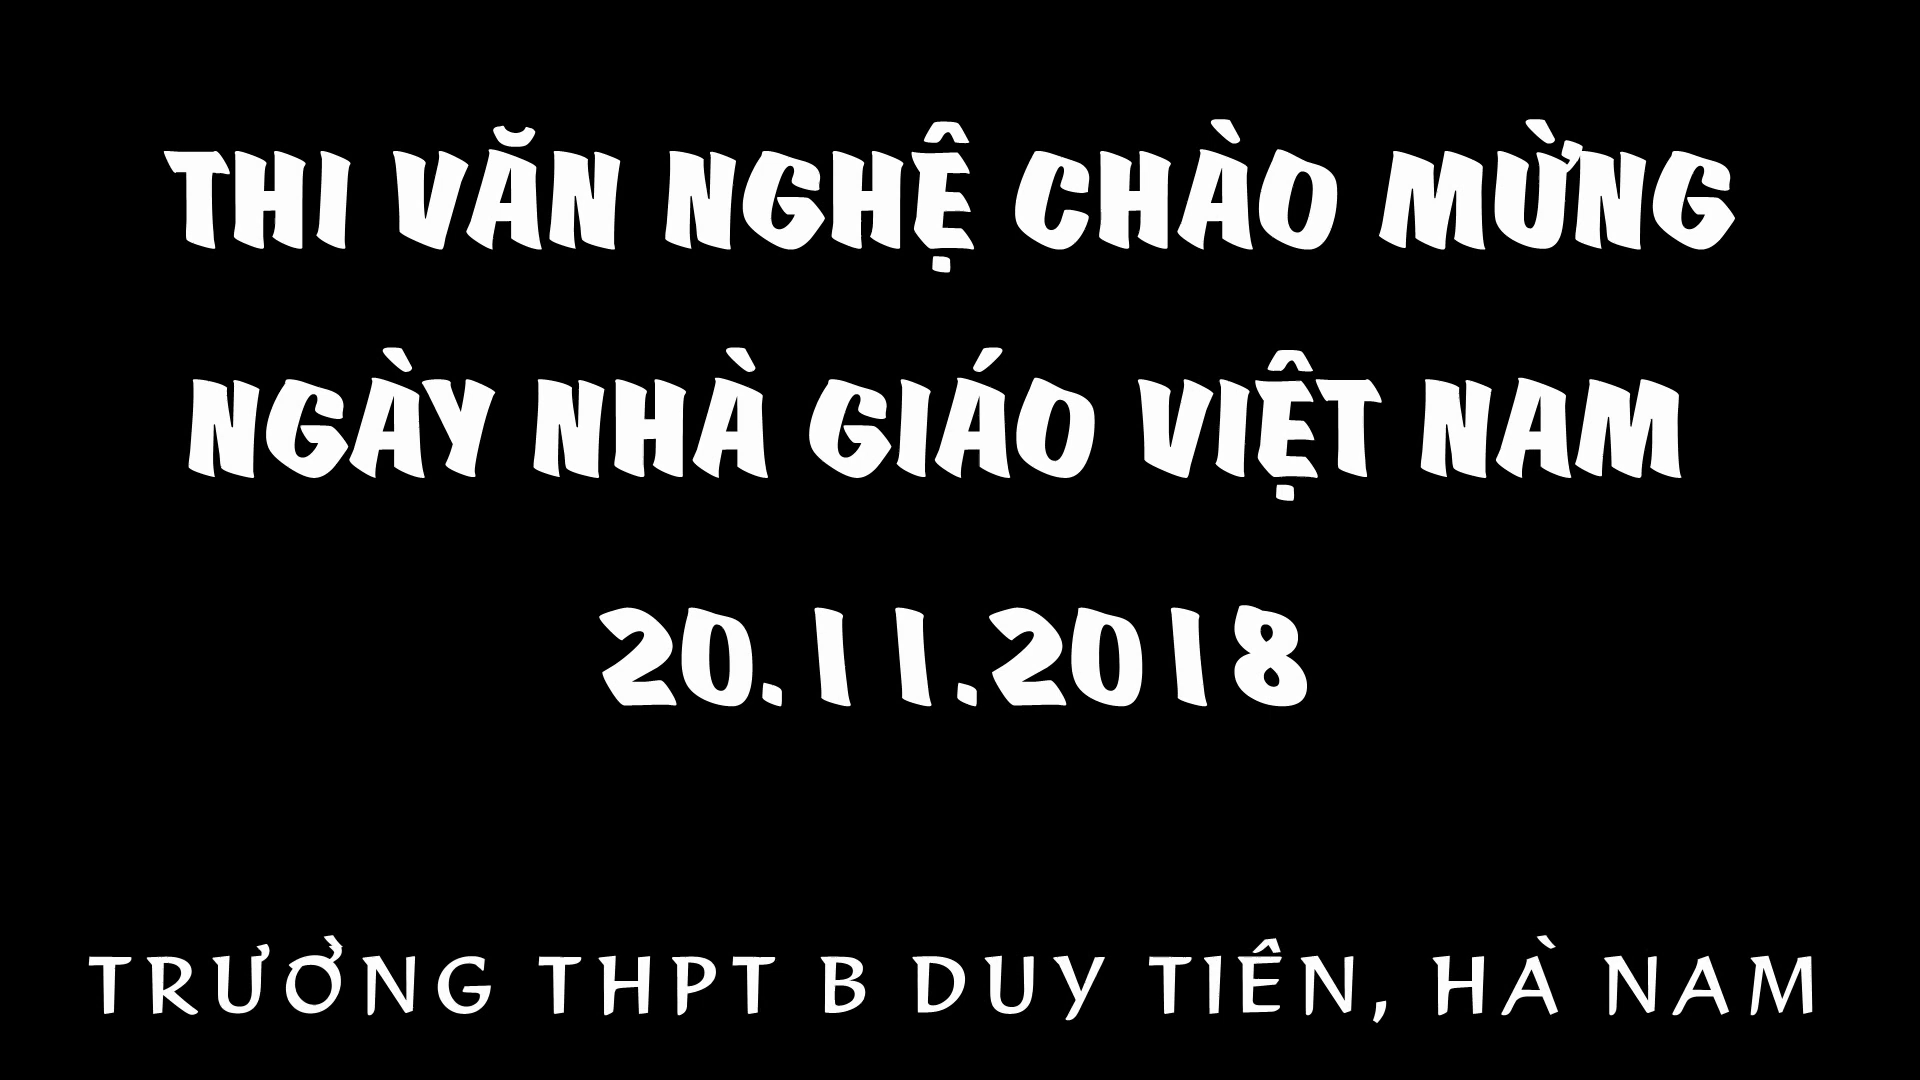 THI VĂN NGHỆ CHÀO MỪNG
NGÀY NHÀ GIÁO VIỆT NAM
20.11.2018
TRƯỜNG THPT B DUY TIÊN, HÀ NAM